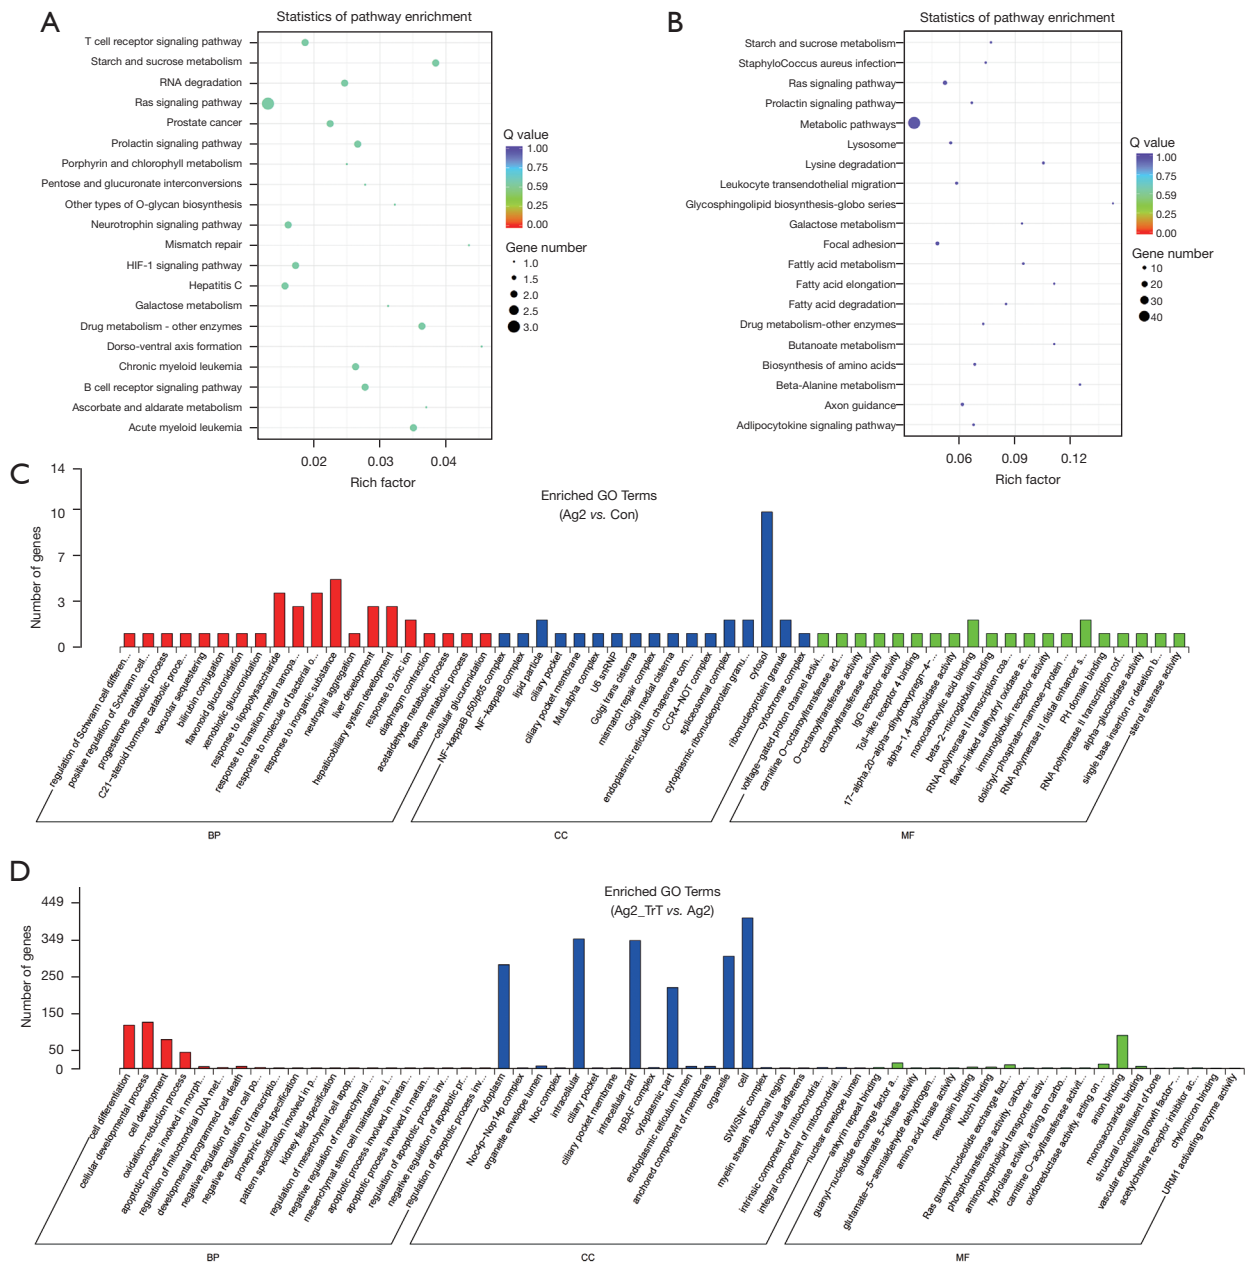 A
Statistics of pathway enrichment
T cell receptor signaling pathway
Starch and sucrose metabolism
RNA degradation
Ras signaling pathway
Prostate cancer
Prolactin signaling pathway
Porphyrin and chlorophyll metabolism
Pentose and glucuronate interconversions
Other types of O-glycan biosynthesis
Neurotrophin signaling pathway
Mismatch repair
HIF-1 signaling pathway
Hepatitis C
Galactose metabolism
Drug metabolism - other enzymes
Dorso-ventral axis formation
Chronic myeloid leukemia
B cell receptor signaling pathway
Ascorbate and aldarate metabolism
Acute myeloid leukemia
0.02 0.03 0.04
Rich factor
Q value
1.00
0.75
0.59
0.25
0.00
Gene number
1.0
1.5
2.0
2.5
3.0
B
Statistics of pathway enrichment
Starch and sucrose metabolism
StaphyloCoccus aureus infection
Ras signaling pathway
Prolactin signaling pathway
Metabolic pathways
Lysosome
Lysine degradation
Leukocyte transendothelial migration
Glycosphingolipid biosynthesis-globo series
Galactose metabolism
Focal adhesion
Fattly acid metabolism
Fatty acid elongation
Fatty acid degradation
Drug metabolism-other enzymes
Butanoate metabolism
Biosynthesis of amino acids
Beta-Alanine metabolism
Axon guidance
Adlipocytokine signaling pathway
0.06 0.09 0.12
Rich factor
Q value
1.00
0.75
0.59
0.25
0.00
Gene number
10
20
30
40
C
Enriched GO Terms
(Ag2 vs. Con)
Number of genes
14
10
7
3
0
regulation of Schwann cell differen...
positive regulation of Schwann cell...
progesterone catabolic process
C21-steroid hormone catabolic proce...
vacuolar sequestering
bilirubin conjugation
flavonoid glucuronidation
xenobiotic glucuronidation
response to lipopolysaccharide
response to transition metal nanopa...
response to molecule of bacterial o...
response to inorganic substance
neutrophil aggregation
liver development
hepaticobiliary system development
response to zinc ion
diaphragm contraction
acetaldehyde metabolic process
flavone metabolic process
cellular glucuronidation
NF-kappaB p50/p65 complex
NF-kappaB complex
lipid particle
ciliary pocket
ciliary pocket membrane
MutLalpha complex
U6 snRNP
Golgi trans cisterna
mismatch repair complex
Golgi medial cisterna
endoplasmic reticulum chaperone com...
CCR4-NOT complex
spliceosomal complex
cytoplasmic ribonucleoprotein granu...
cytosol
ribonucleoprotein granule
cytochrome complex
voltage-gated proton channel activi...
carnitine O-octanoyltransferase act...
O-octanoyltransferase activity
octanoyltransferase activity
IgG receptor activity
Toll-like receptor 4 binding
17-alpha,20-alpha-dihydroxypregn-4-...
alpha-1,4-glucosidase activity
monocarboxylic acid binding
beta-2-microglobulin binding
RNA polymerase II transcription coa...
flavin-linked sulfhydryl oxidase ac...
immunoglobulin receptor activity
dolichyl-phosphate-mannose-protein ...
RNA polymerase II distal enhancer s...
PH domain binding
RNA polymerase II transcription cof...
alpha-glucosidase activity
single base insertion or deletion b...
sterol esterase activity
BP CC MF
D
Enriched GO Terms
(Ag2_TrT vs. Ag2)
Number of genes
449
349
250
150
50
0
cell differentiation
cellular developmental process
cell development
oxidation-reduction process
apoptotic process involved in morph...
regulation of mitochondrial DNA met...
developmental programmed cell death
negative regulation of stem cell po...
negative regulation of transcriptio...
pronephric field specification
pattern specification involved in p...
kidney field specification
regulation of mesenchymal cell apop...
negative regulation of mesenchymal ...
mesenchymal stem cell maintenance i...
apoptotic process involved in metan...
apoptotic process involved in metan...
regulation of apoptotic process inv...
negative regulation of apoptotic pr...
regulation of apoptotic process inv...
cytoplasm
Noc4p-Nop14p complex
organelle envelope lumen
Noc complex
intracellular
ciliary pocket
ciliary pocket membrane
intracellular part
npBAF complex
cytoplasmic part
endoplasmic reticulum lumen
anchored component of membrane
organelle
cell
SWI/SNF complex
myelin sheath abaxonal region
zonula adherens
intrinsic component of mitochondria...
integral component of mitochondrial...
nuclear envelope lumen
ankyrin repeat binding
guanyl-nucleotide exchange factor a...
glutamate 5-kinase activity
glutamate-5-semialdehyde dehydrogen...
amino acid kinase activity
neuropilin binding
Notch binding
Ras guanyl-nucleotide exchange fact...
phosphotransferase activity, carbox...
aminophospholipid transporter activ...
hydrolase activity, acting on carbo...
carnitine O-acyltransferase activit...
oxidoreductase activity, acting on ...
anion binding
monosaccharide binding
structural constituent of bone
vascular endothelial growth factor-...
acetylcholine receptor inhibitor ac...
chylomicron binding
URM1 activating enzyme activity
BP CC MF